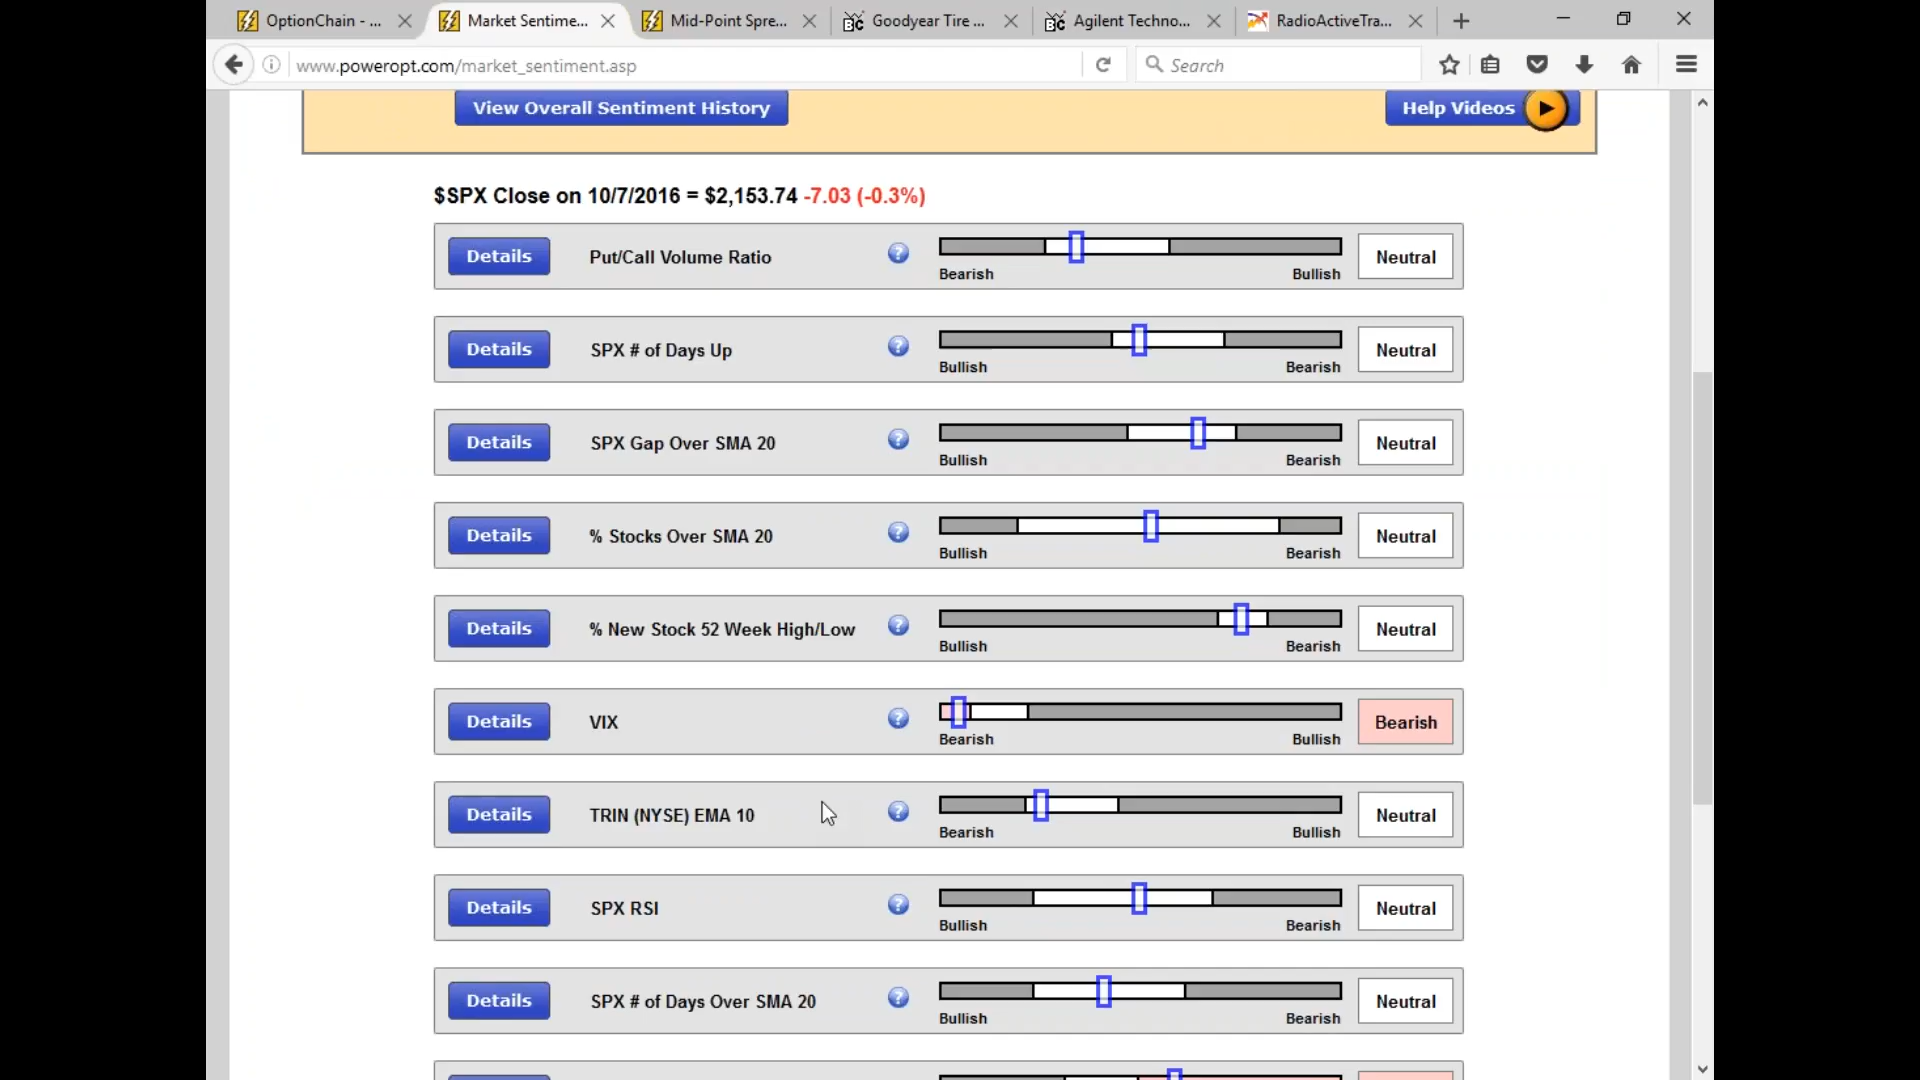 OptionChain - ...
Market Sentime...
Mid-Point Spre...
Goodyear Tire ...
Agilent Techno...
RadioActiveTra...
www.poweropt.com/market_sentiment.asp
Search
View Overall Sentiment History
Help Videos
$SPX Close on 10/7/2016 = $2,153.74 -7.03 (-0.3%)
Details Put/Call Volume Ratio ? Neutral
Bearish Bullish
Details SPX # of Days Up ? Neutral
Bullish Bearish
Details SPX Gap Over SMA 20 ? Neutral
Bullish Bearish
Details % Stocks Over SMA 20 ? Neutral
Bullish Bearish
Details % New Stock 52 Week High/Low ? Neutral
Bullish Bearish
Details VIX ? Bearish
Bearish Bullish
Details TRIN (NYSE) EMA 10 ? Neutral
Bearish Bullish
Details SPX RSI ? Neutral
Bullish Bearish
Details SPX # of Days Over SMA 20 ? Neutral
Bullish Bearish